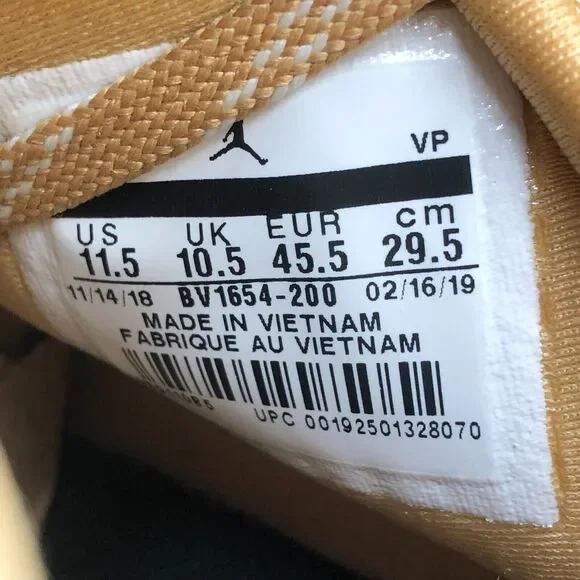 VP
US UK EUR cm
11.5 10.5 45.5 29.5
11/14/18 BV1654-200 02/16/19
MADE IN VIETNAM
FABRIQUE AU VIETNAM
UPC 00192501328070